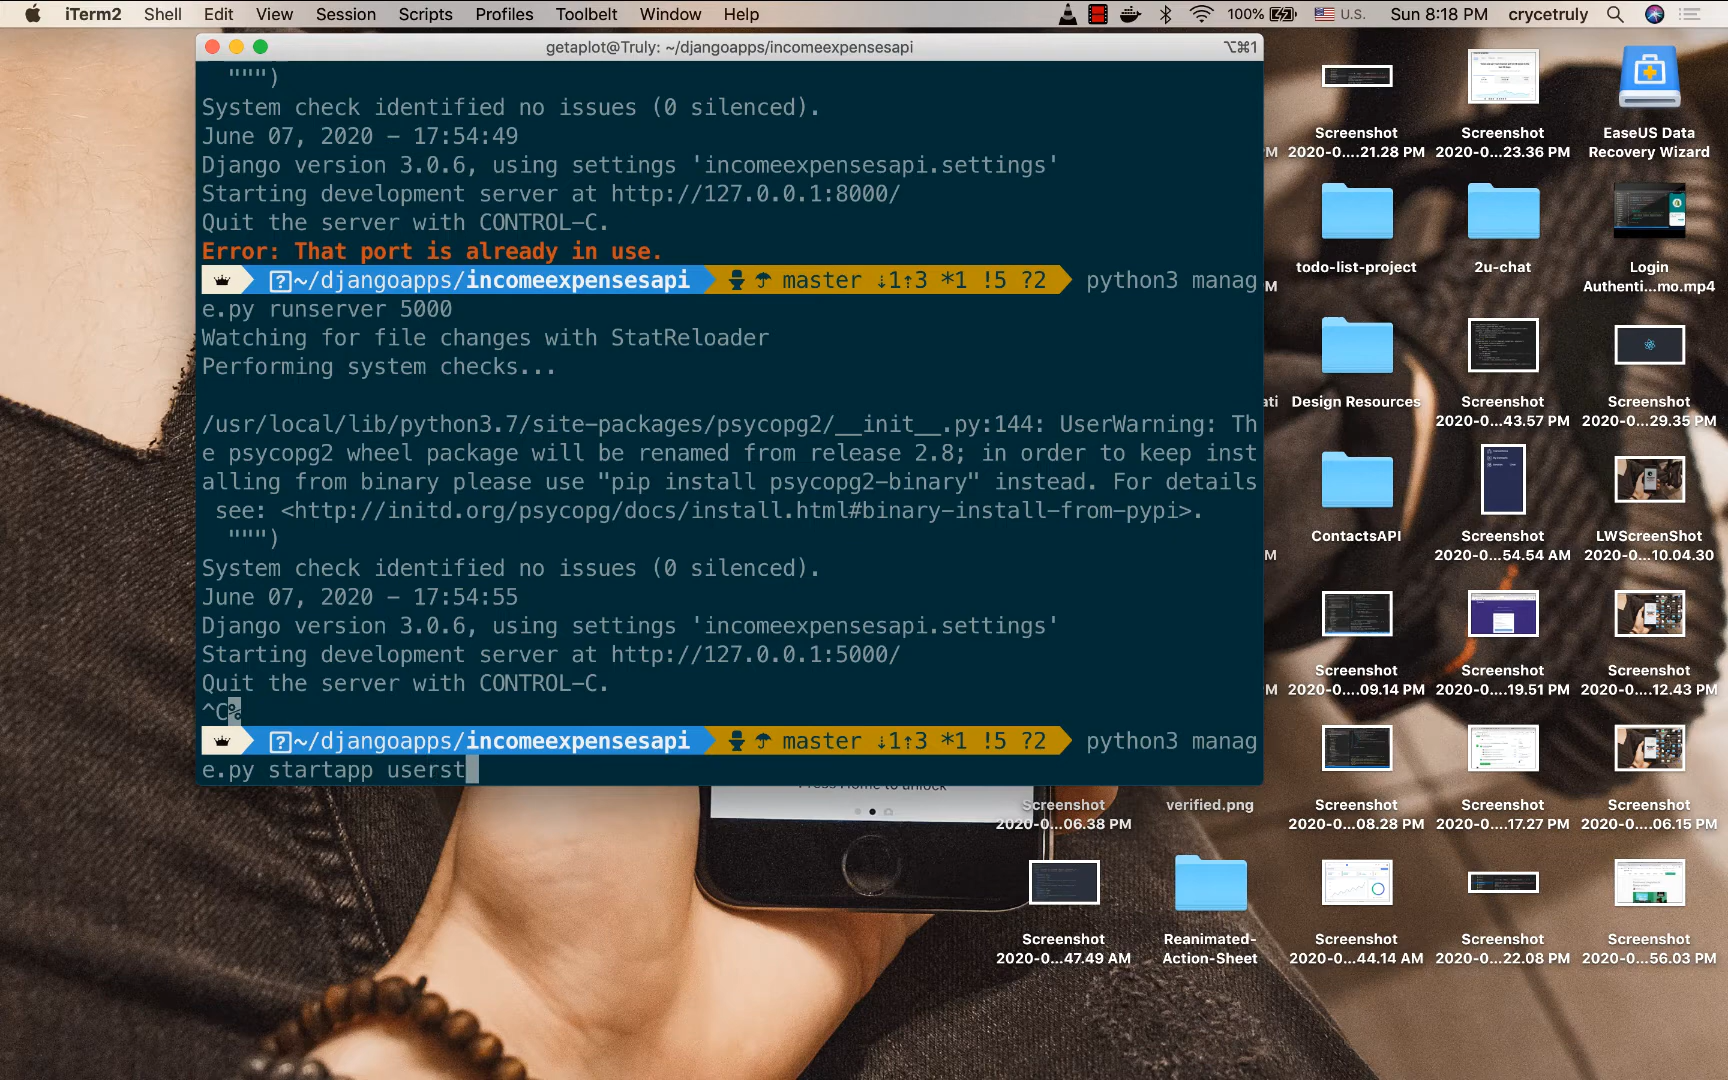 iTerm2 Shell Edit View Session Scripts Profiles Toolbelt Window Help 100% U.S. Sun 8:18 PM crycetruly
getaplot@Truly: ~/djangoapps/incomeexpensesapi ⌥⌘1
""")
System check identified no issues (0 silenced).
June 07, 2020 - 17:54:49
Django version 3.0.6, using settings 'incomeexpensesapi.settings'
Starting development server at http://127.0.0.1:8000/
Quit the server with CONTROL-C.
Error: That port is already in use.
?~/djangoapps/incomeexpensesapi master ⇣1⇡3 *1 !5 ?2 python3 manag
e.py runserver 5000
Watching for file changes with StatReloader
Performing system checks...
/usr/local/lib/python3.7/site-packages/psycopg2/__init__.py:144: UserWarning: Th
e psycopg2 wheel package will be renamed from release 2.8; in order to keep inst
alling from binary please use "pip install psycopg2-binary" instead. For details
see: <http://initd.org/psycopg/docs/install.html#binary-install-from-pypi>.
""")
System check identified no issues (0 silenced).
June 07, 2020 - 17:54:55
Django version 3.0.6, using settings 'incomeexpensesapi.settings'
Starting development server at http://127.0.0.1:5000/
Quit the server with CONTROL-C.
^C%
?~/djangoapps/incomeexpensesapi master ⇣1⇡3 *1 !5 ?2 python3 manag
e.py startapp userst
Screenshot
2020-0....21.28 PM
Screenshot
2020-0...23.36 PM
EaseUS Data
Recovery Wizard
todo-list-project
2u-chat
Login
Authenti...mo.mp4
Design Resources
Screenshot
2020-0...43.57 PM
Screenshot
2020-0...29.35 PM
ContactsAPI
Screenshot
2020-0...54.54 AM
LWScreenShot
2020-0...10.04.30
Screenshot
2020-0....09.14 PM
Screenshot
2020-0...19.51 PM
Screenshot
2020-0...12.43 PM
Screenshot
2020-0...06.38 PM
verified.png
Screenshot
2020-0...08.28 PM
Screenshot
2020-0....17.27 PM
Screenshot
2020-0....06.15 PM
Screenshot
2020-0...47.49 AM
Reanimated-
Action-Sheet
Screenshot
2020-0...44.14 AM
Screenshot
2020-0...22.08 PM
Screenshot
2020-0...56.03 PM